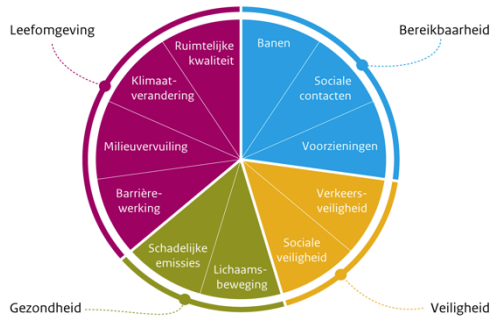 Leefomgeving
Bereikbaarheid
Ruimtelijke
kwaliteit
Banen
Klimaat-
verandering
Sociale
contacten
Milieuvervuiling
Voorzieningen
Barrière-
werking
Verkeers-
veiligheid
Schadelijke
emissies
Sociale
veiligheid
Lichaams-
beweging
Gezondheid
Veiligheid